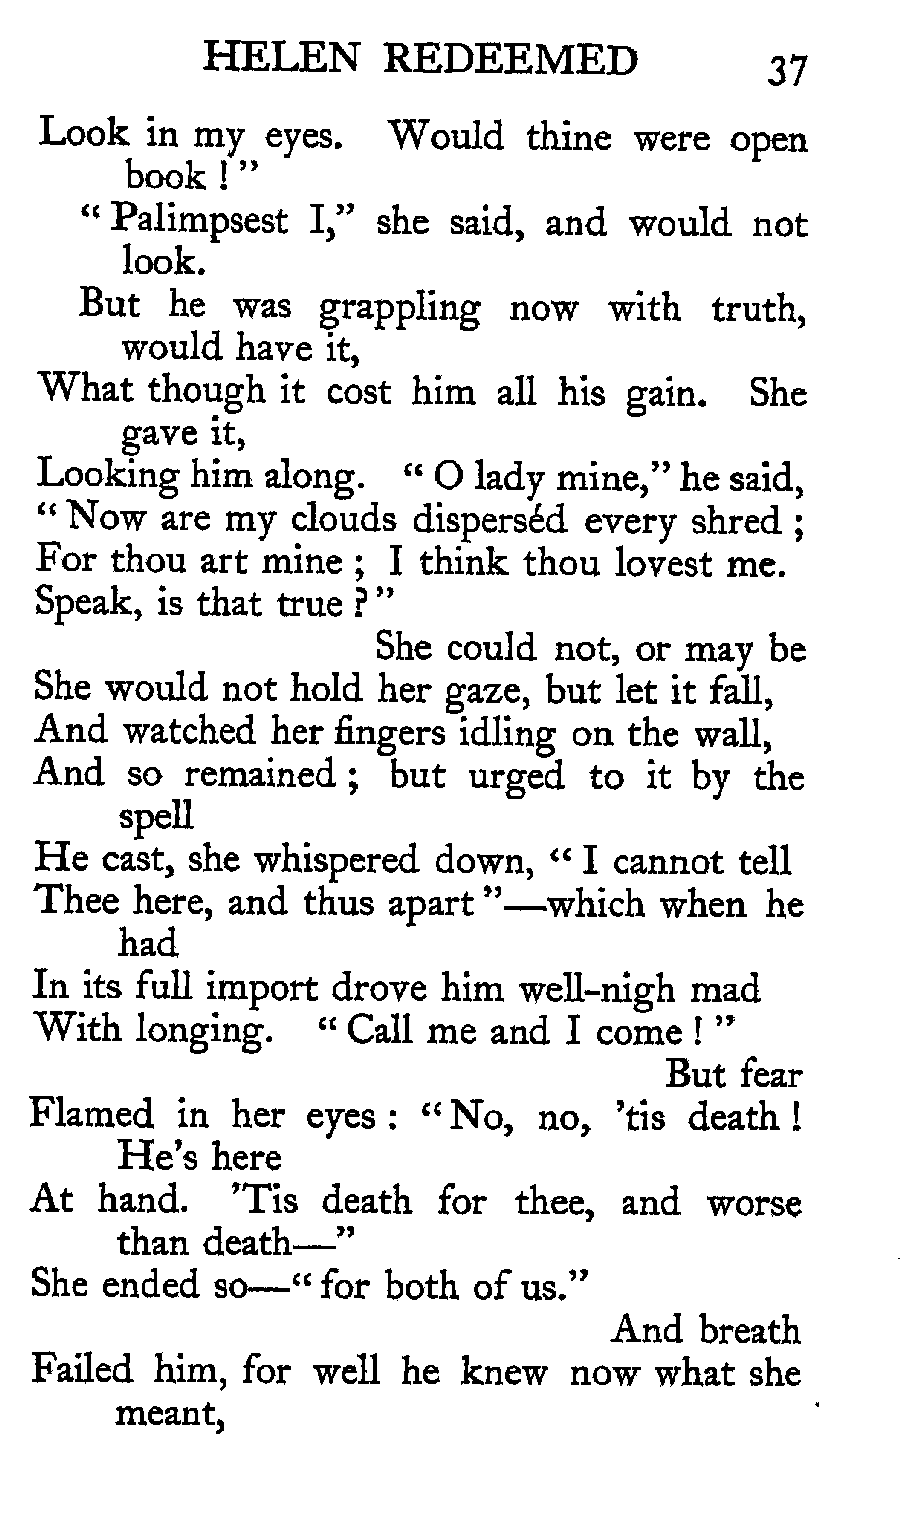 HELEN REDEEMED 37
Look in my eyes. Would thine were open
book ! ”
“ Palimpsest I,” she said, and would not
look.
But he was grappling now with truth,
would have it,
What though it cost him all his gain. She
gave it,
Looking him along. “ O lady mine,” he said,
“ Now are my clouds disperséd every shred ;
For thou art mine ; I think thou lovest me.
Speak, is that true ? ”
She could not, or may be
She would not hold her gaze, but let it fall,
And watched her fingers idling on the wall,
And so remained ; but urged to it by the
spell
He cast, she whispered down, “ I cannot tell
Thee here, and thus apart ”—which when he
had
In its full import drove him well-nigh mad
With longing. “ Call me and I come ! ”
But fear
Flamed in her eyes : “ No, no, ’tis death !
He’s here
At hand. ’Tis death for thee, and worse
than death—”
She ended so—“ for both of us.”
And breath
Failed him, for well he knew now what she
meant,